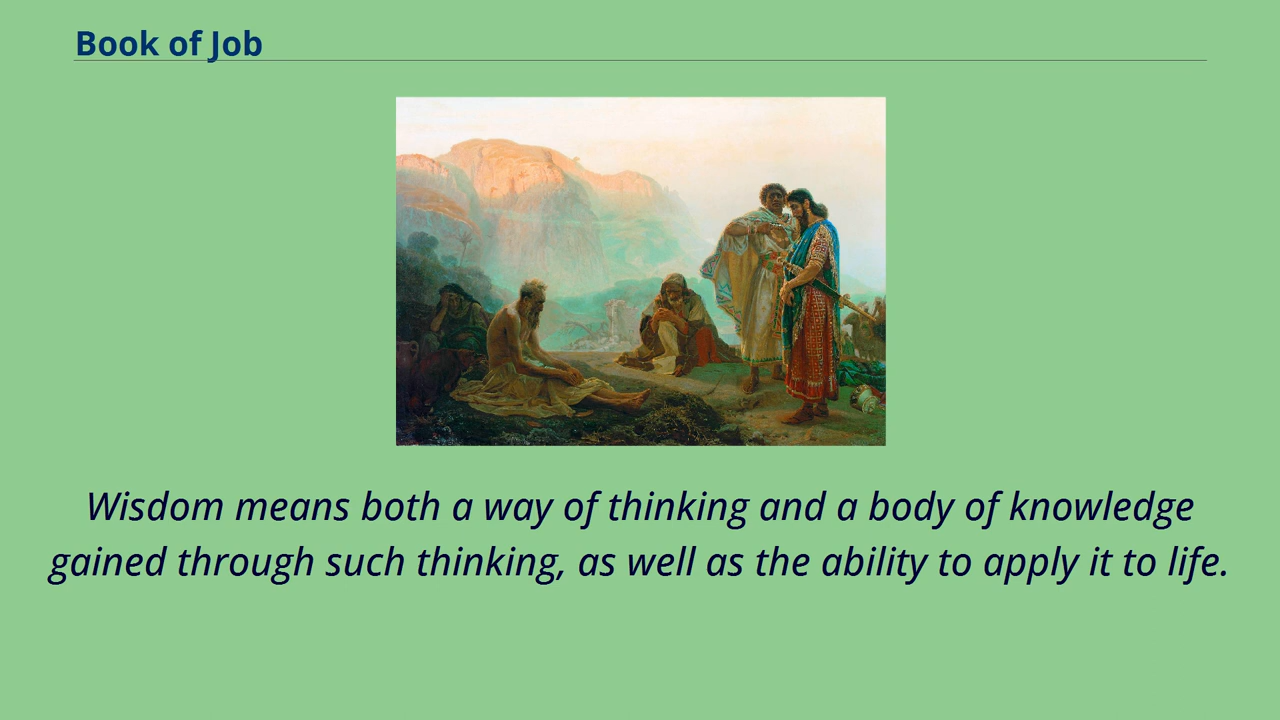 Book of Job
Wisdom means both a way of thinking and a body of knowledge
gained through such thinking, as well as the ability to apply it to life.